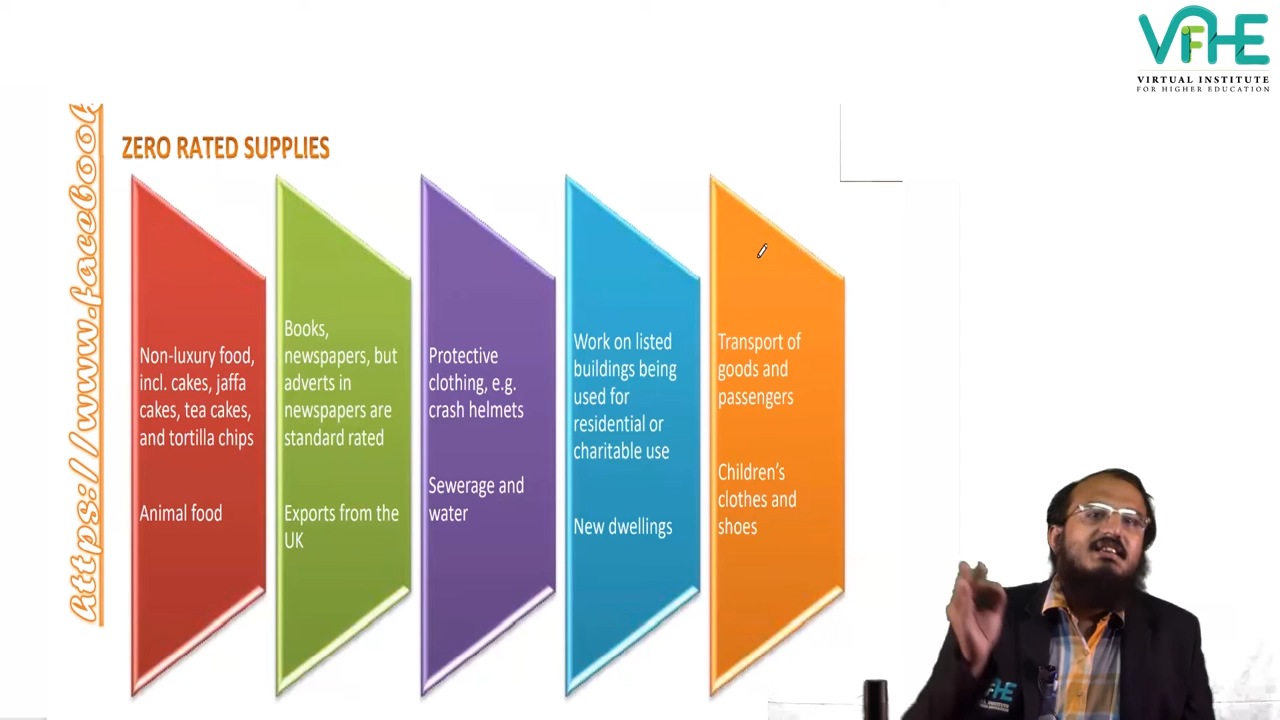 VIFHE
VIRTUAL INSTITUTE
FOR HIGHER EDUCATION
https://www.facebook
ZERO RATED SUPPLIES
Non-luxury food,
incl. cakes, jaffa
cakes, tea cakes,
and tortilla chips
Animal food
Books,
newspapers, but
adverts in
newspapers are
standard rated
Exports from the
UK
Protective
clothing, e.g.
crash helmets
Sewerage and
water
Work on listed
buildings being
used for
residential or
charitable use
New dwellings
Transport of
goods and
passengers
Children's
clothes and
shoes